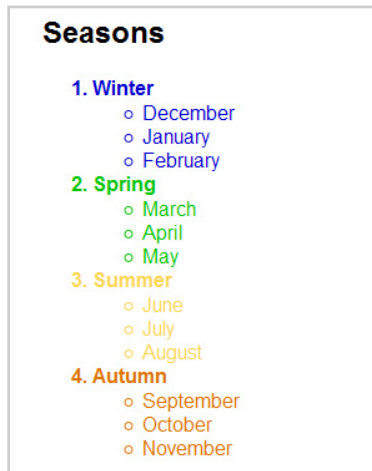 Seasons
1. Winter
December
January
February
2. Spring
March
April
May
3. Summer
June
July
August
4. Autumn
September
October
November